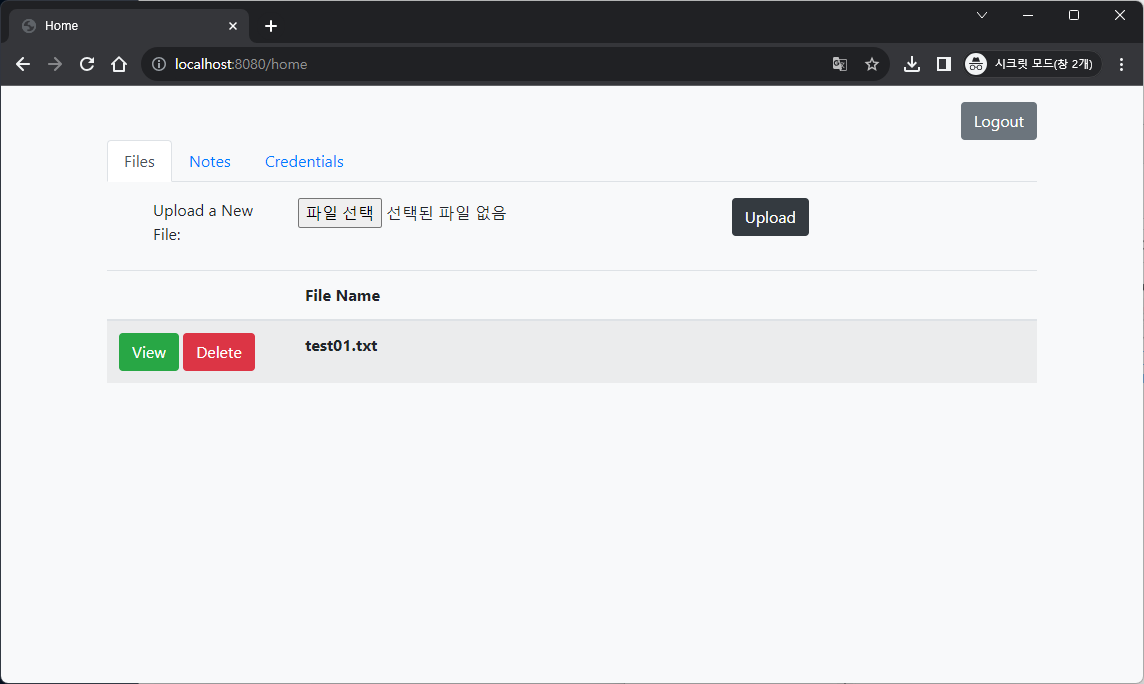 Home
localhost:8080/home
시크릿 모드(창 2개)
Logout
Files Notes Credentials
Upload a New
File:
파일 선택 선택된 파일 없음
Upload
File Name
View Delete test01.txt